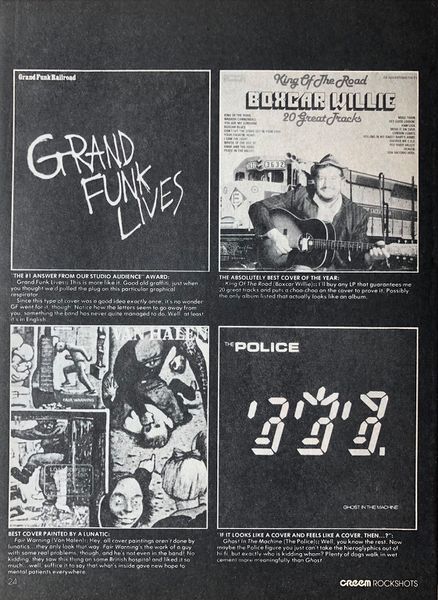 Grand Funk Railroad
GRAND
FUNK
LIVES
King Of The Road
BOXCAR WILLIE
20 Great Tracks
THE #1 ANSWER FROM OUR STUDIO AUDIENCE" AWARD:
Grand Funk Lives: This is more like it. Good old graffiti, just when
you thought we'd pulled the plug on this particular graphical
respirator.
Since this type of cover was a good idea exactly once, it's no wonder
GF went for it, though. Notice how the letters seem to go away from
you, something the band has never quite managed to do. Well, at least
it's in English.
THE ABSOLUTELY BEST COVER OF THE YEAR:
King Of The Road (Boxcar Willie): I'll buy any LP that guarantees me
20 great tracks and puts a choo-choo on the cover to prove it. Possibly
the only album listed that actually looks like an album.
VAN HALEN
FAIR WARNING
THE POLICE
GHOST IN THE MACHINE
BEST COVER PAINTED BY A LUNATIC:
Fair Warning (Van Halen): Hey, all cover paintings aren't done by
lunatics...they only look that way. Fair Warning's the work of a guy
with some real problems, though, and he's not even in the band! No
kidding, they saw this thing on some British hospital and liked it so
much...well, suffice it to say that what's inside gave new hope to
mental patients everywhere.
"IF IT LOOKS LIKE A COVER AND FEELS LIKE A COVER, THEN...?":
Ghost In The Machine (The Police): Well, you know the rest. Now
maybe the Police figure you just can't take the hieroglyphics out of
hi-fi, but exactly who is kidding whom? Plenty of dogs walk in wet
cement more meaningfully than Ghost.
24
CREEM ROCKSHOTS